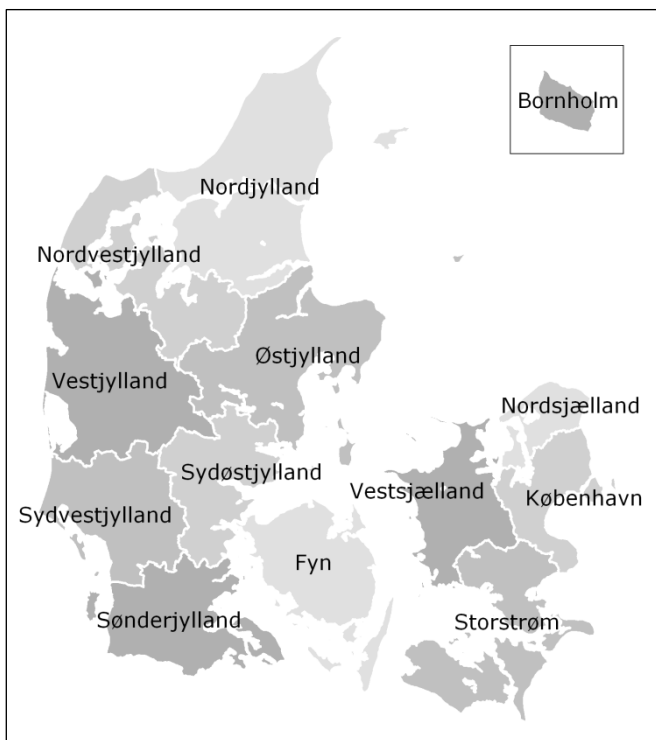 Bornholm
Nordjylland
Nordvestjylland
Østjylland
Vestjylland
Nordsjælland
Sydøstjylland
Vestsjælland
København
Sydvestjylland
Fyn
Sønderjylland
Storstrøm